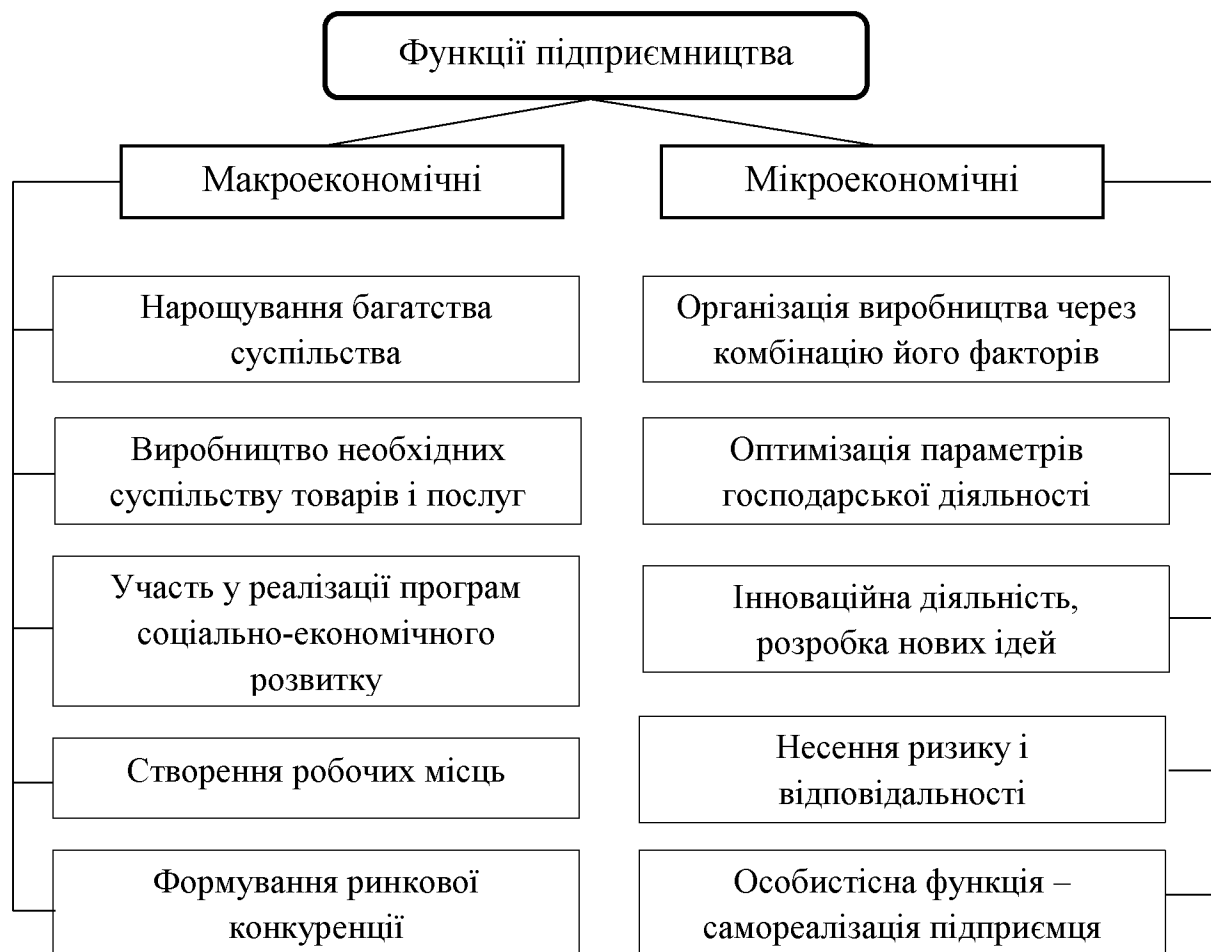 Функції підприємництва
Макроекономічні
Мікроекономічні
Нарощування багатства
суспільства
Виробництво необхідних
суспільству товарів і послуг
Участь у реалізації програм
соціально-економічного
розвитку
Створення робочих місць
Формування ринкової
конкуренції
Організація виробництва через
комбінацію його факторів
Оптимізація параметрів
господарської діяльності
Інноваційна діяльність,
розробка нових ідей
Несення ризику і
відповідальності
Особистісна функція –
самореалізація підприємця